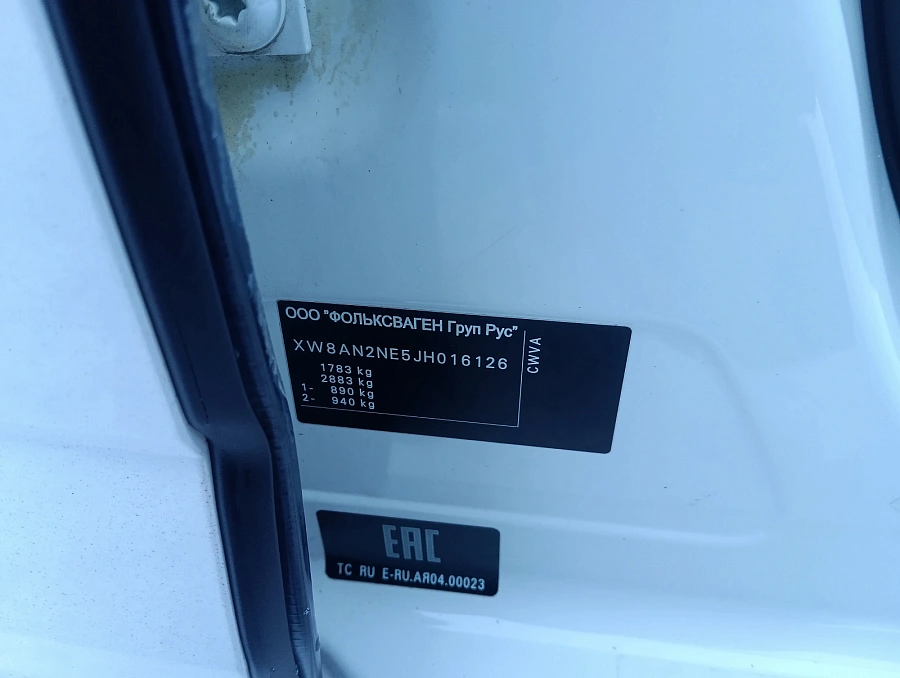 ООО "ФОЛЬКСВАГЕН Груп Рус"
XW8AN2NE5JH016126
1783 kg
2883 kg
1- 890 kg
2- 940 kg
CWVA
EAC
TC RU E-RU.АЯ04.00023